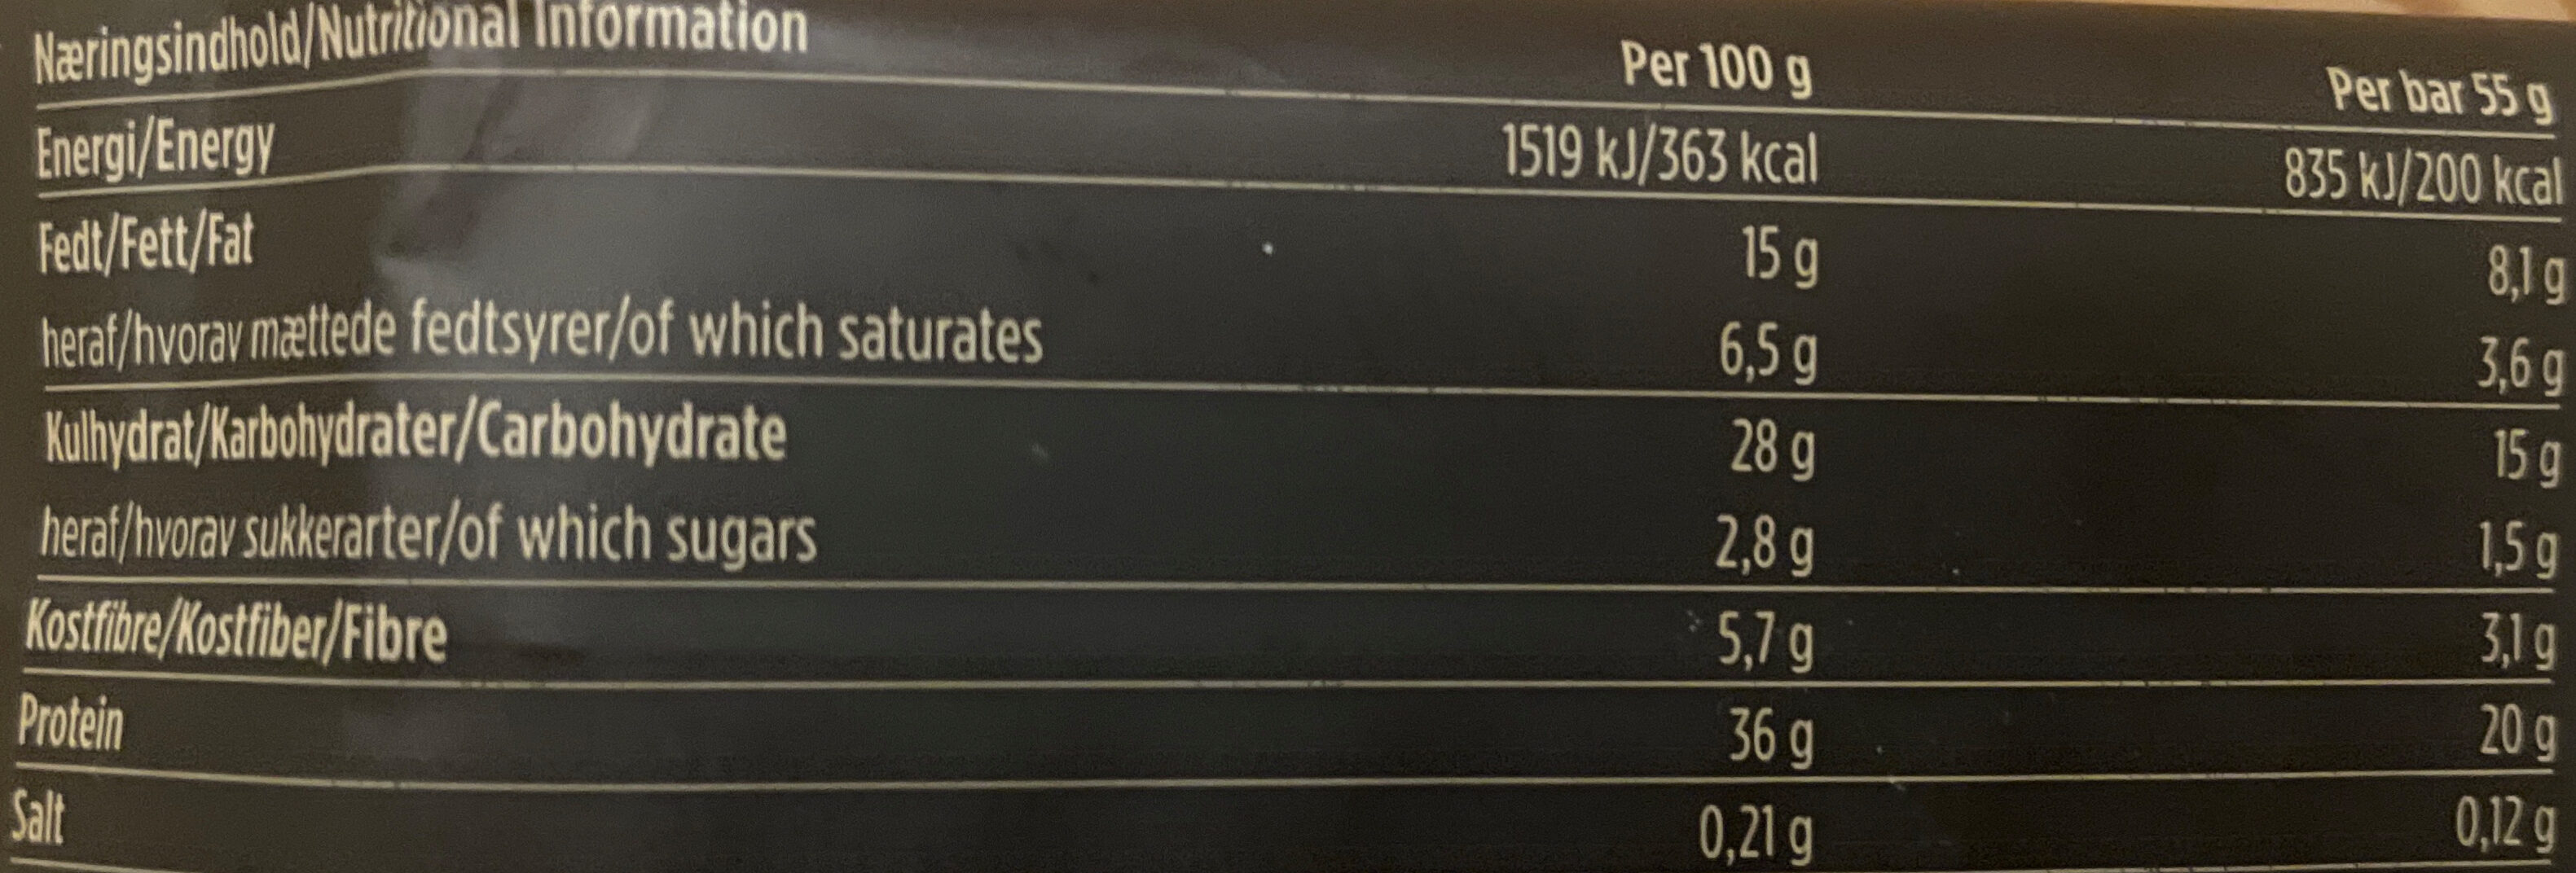 Næringsindhold/Nutritional Information Per 100 g Per bar 55 g
Energi/Energy 1519 kJ/363 kcal 835 kJ/200 kcal
Fedt/Fett/Fat 15 g 8,1 g
heraf/hvorav mættede fedtsyrer/of which saturates 6,5 g 3,6 g
Kulhydrat/Karbohydrater/Carbohydrate 28 g 15 g
heraf/hvorav sukkerarter/of which sugars 2,8 g 1,5 g
Kostfibre/Kostfiber/Fibre 5,7 g 3,1 g
Protein 36 g 20 g
Salt 0,21 g 0,12 g